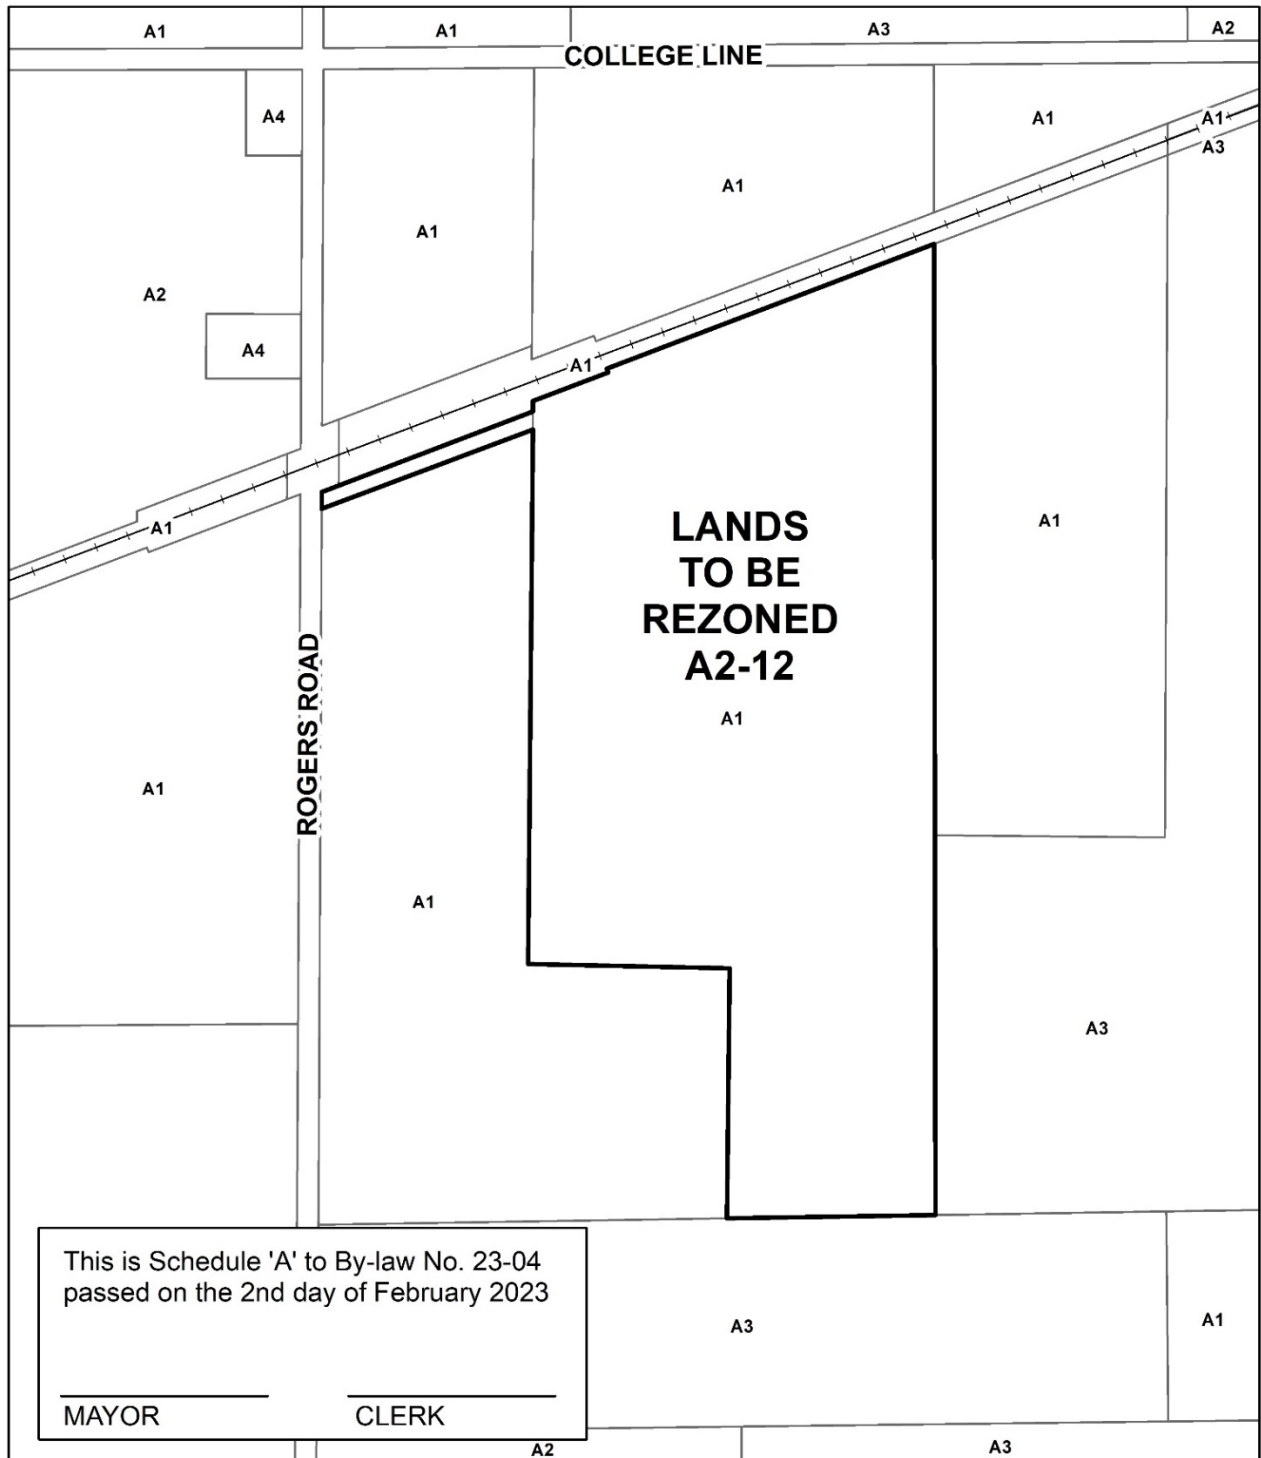 A1
A1
A3
A2
COLLEGE LINE
A4
A1
A1
A3
A1
A1
A2
A4
A1
A1
LANDS
TO BE
REZONED
A2-12
A1
A1
A1
ROGERS ROAD
A1
A1
A3
This is Schedule 'A' to By-law No. 23-04
passed on the 2nd day of February 2023
MAYOR CLERK
A3
A1
A2
A3